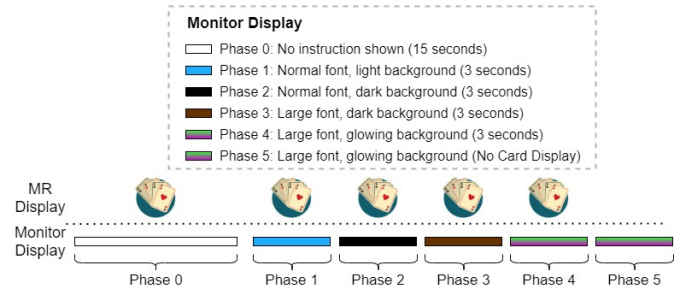 Monitor Display
Phase 0: No instruction shown (15 seconds)
Phase 1: Normal font, light background (3 seconds)
Phase 2: Normal font, dark background (3 seconds)
Phase 3: Large font, dark background (3 seconds)
Phase 4: Large font, glowing background (3 seconds)
Phase 5: Large font, glowing background (No Card Display)
MR
Display
Monitor
Display
Phase 0 Phase 1 Phase 2 Phase 3 Phase 4 Phase 5